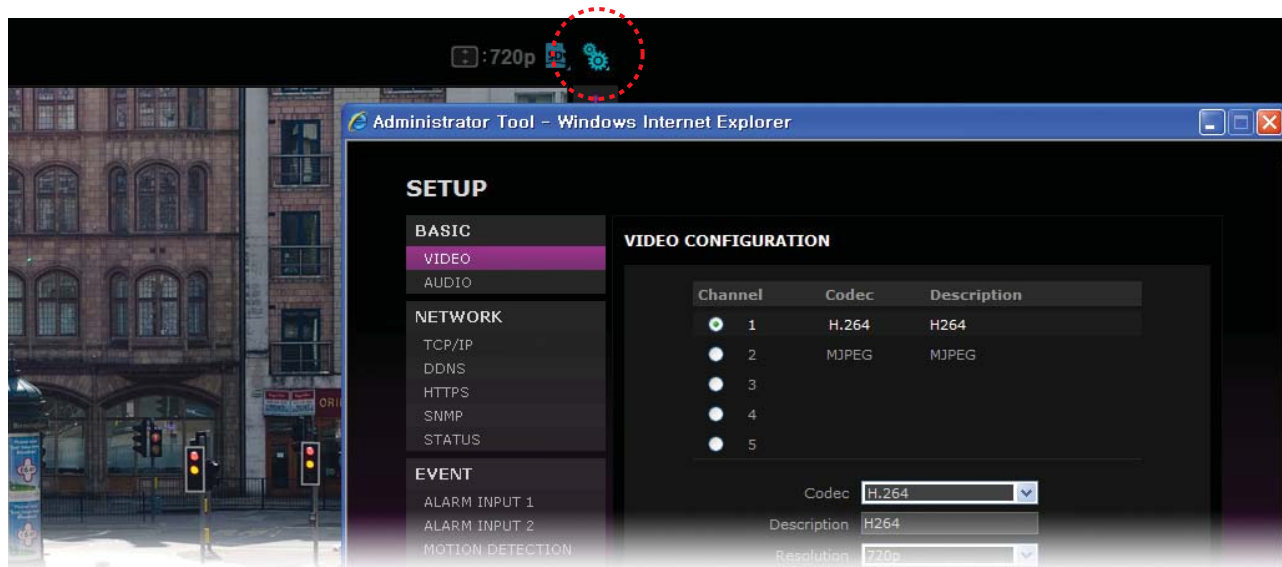 :720p
Administrator Tool - Windows Internet Explorer
SETUP
BASIC
VIDEO
AUDIO
NETWORK
TCP/IP
DDNS
HTTPS
SNMP
STATUS
EVENT
ALARM INPUT 1
ALARM INPUT 2
MOTION DETECTION
VIDEO CONFIGURATION
Channel Codec Description
1 H.264 H264
2 MJPEG MJPEG
3
4
5
Codec H.264
Description H264
Resolution 720p